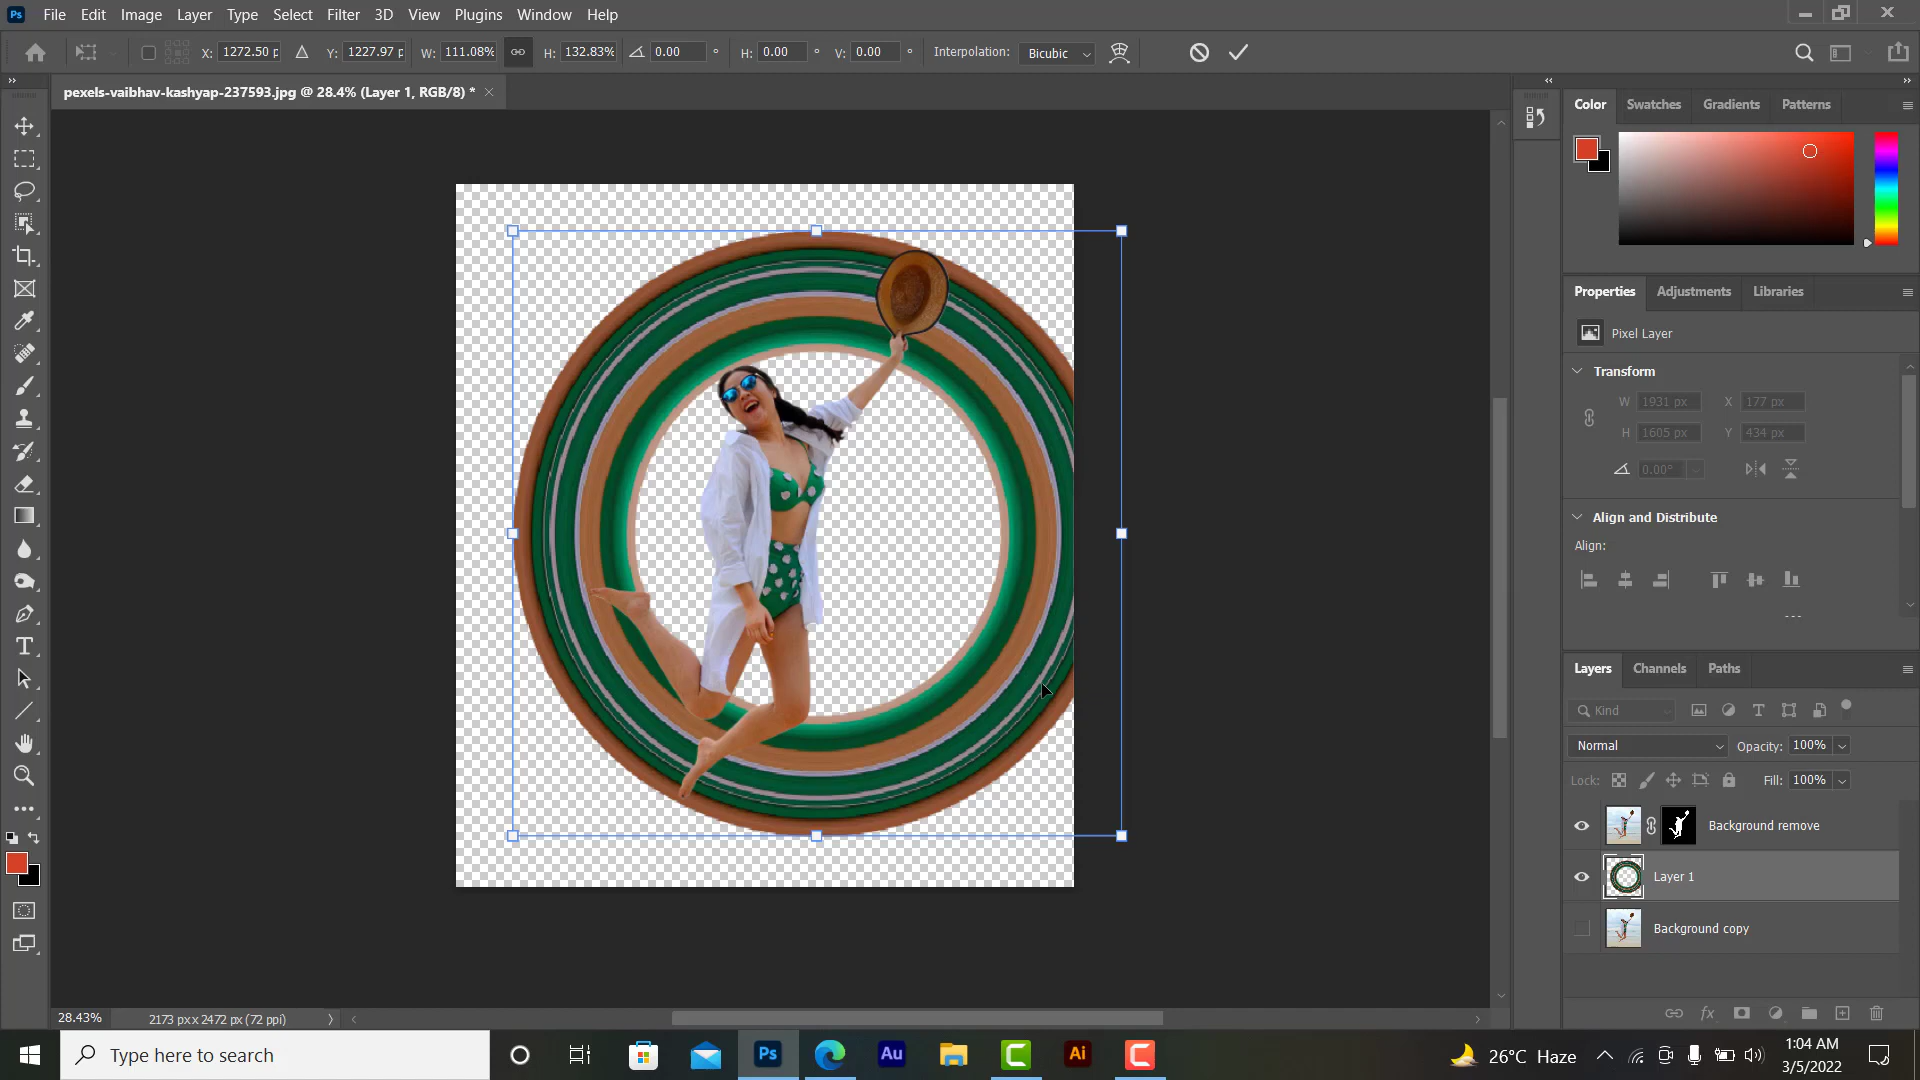 Ps File Edit Image Layer Type Select Filter 3D View Plugins Window Help
X: 1272.50 p Y: 1227.97 p W: 111.08% H: 132.83% 0.00 ° H: 0.00 ° V: 0.00 ° Interpolation: Bicubic
pexels-vaibhav-kashyap-237593.jpg @ 28.4% (Layer 1, RGB/8) *
Color Swatches Gradients Patterns
Properties Adjustments Libraries
Pixel Layer
Transform
W 1931 px X 177 px
H 1605 px Y 434 px
0.00°
Align and Distribute
Align:
Layers Channels Paths
Kind
Normal Opacity: 100%
Lock: Fill: 100%
Background remove
Layer 1
Background copy
28.43% 2173 px x 2472 px (72 ppi)
Type here to search
Ps Au Ai
26°C Haze
1:04 AM
3/5/2022